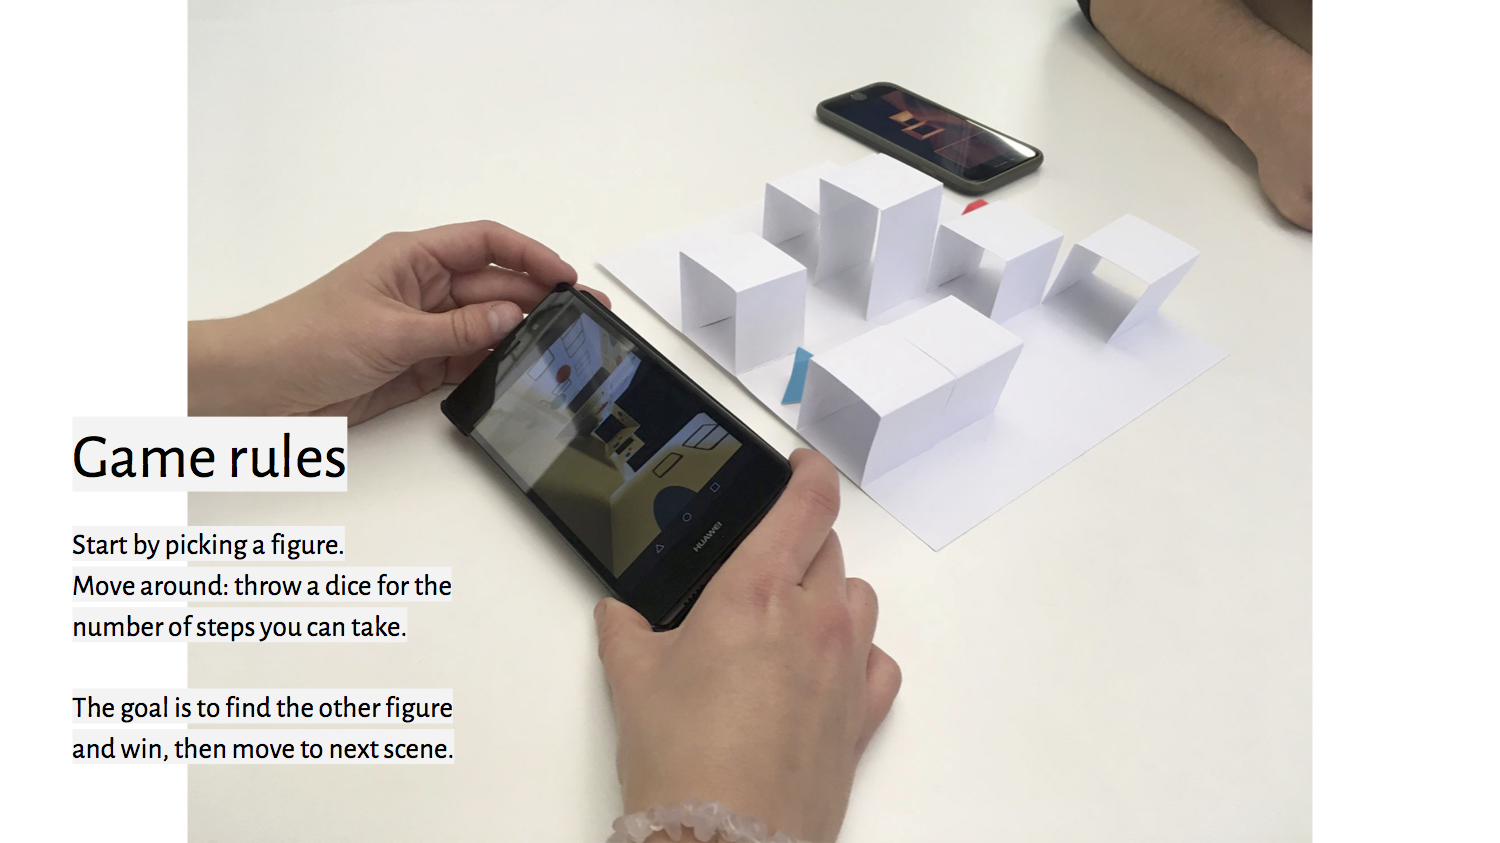 HUAWEI
Game rules
Start by picking a figure.
Move around: throw a dice for the
number of steps you can take.
The goal is to find the other figure
and win, then move to next scene.